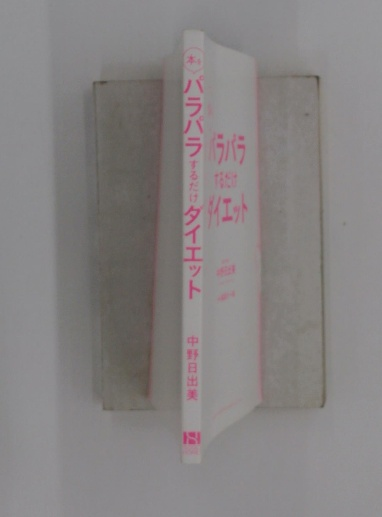 本を
パラパラするだけダイエット
中野日出美
パラパラ
するだけ
ダイエット